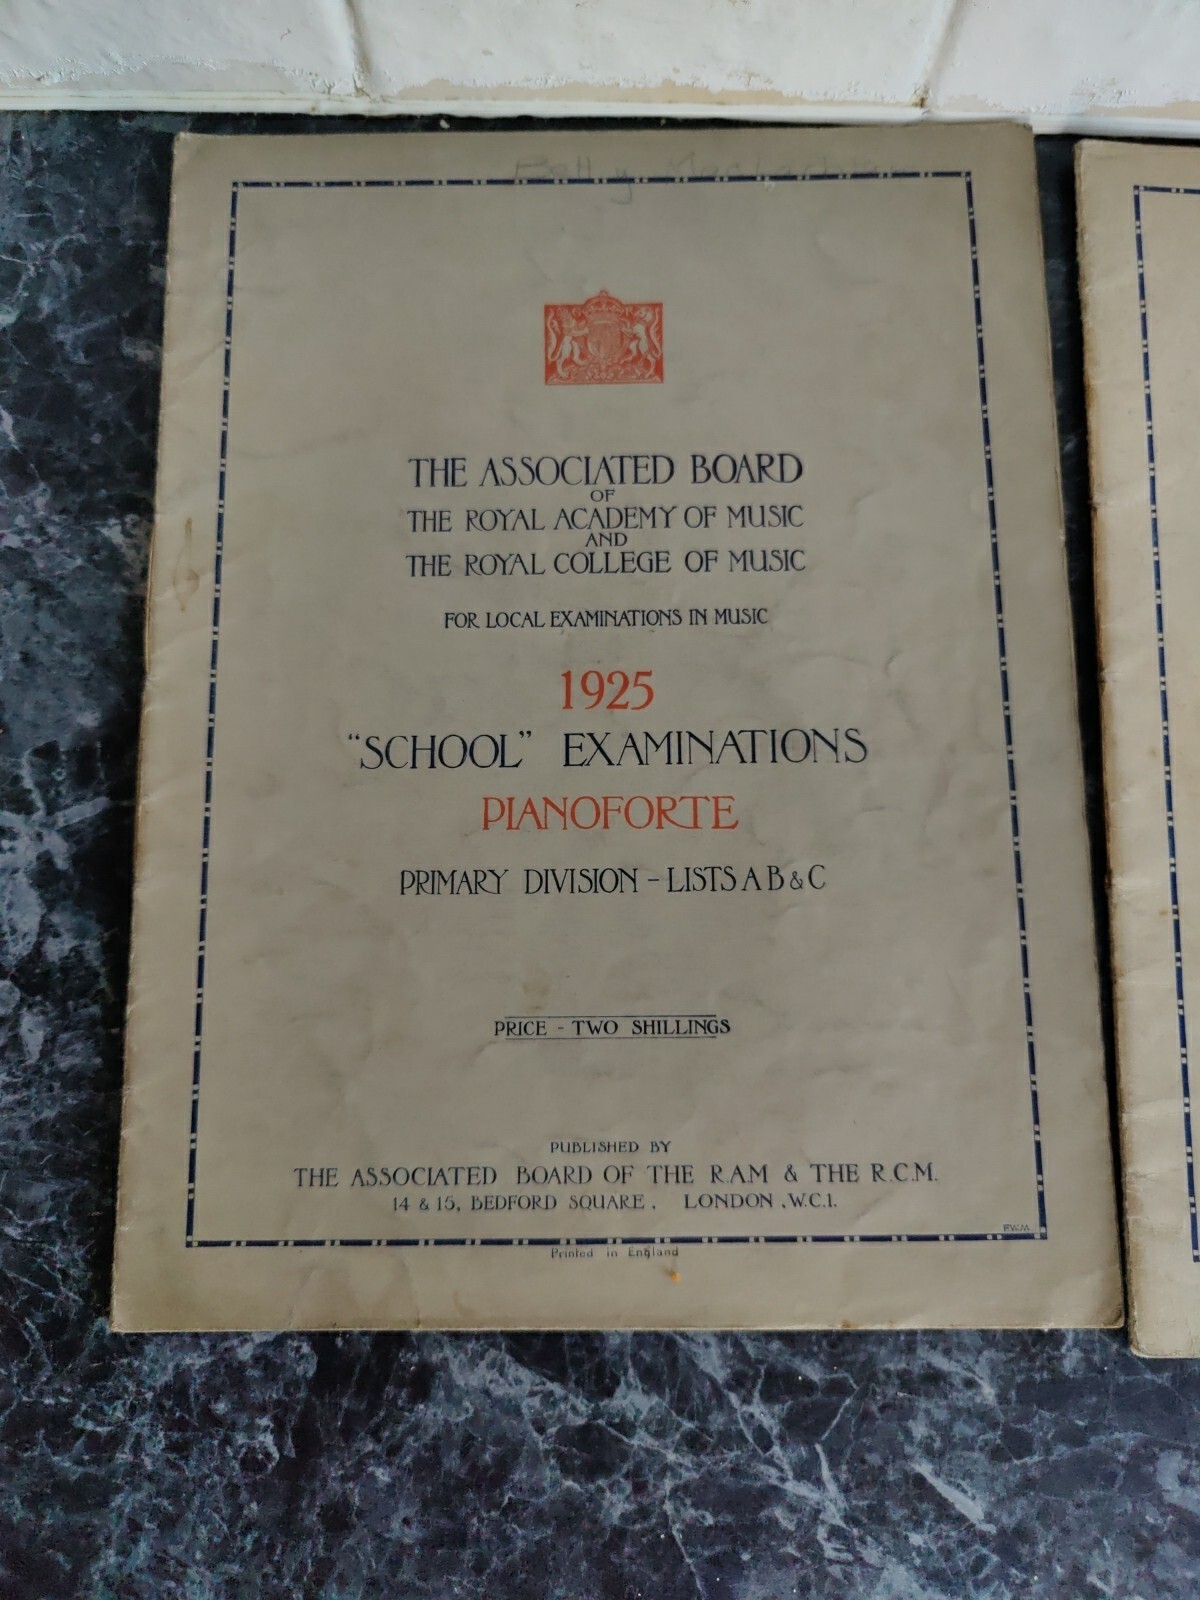 Betty
THE ASSOCIATED BOARD
OF
THE ROYAL ACADEMY OF MUSIC
AND
THE ROYAL COLLEGE OF MUSIC
FOR LOCAL EXAMINATIONS IN MUSIC
1925
"SCHOOL" EXAMINATIONS
PIANOFORTE
PRIMARY DIVISION - LISTS A B & C
PRICE - TWO SHILLINGS
PUBLISHED BY
THE ASSOCIATED BOARD OF THE R.A.M & THE R.C.M.
14 & 15, BEDFORD SQUARE, LONDON, W.C.1.
F.W.M.
Printed in England